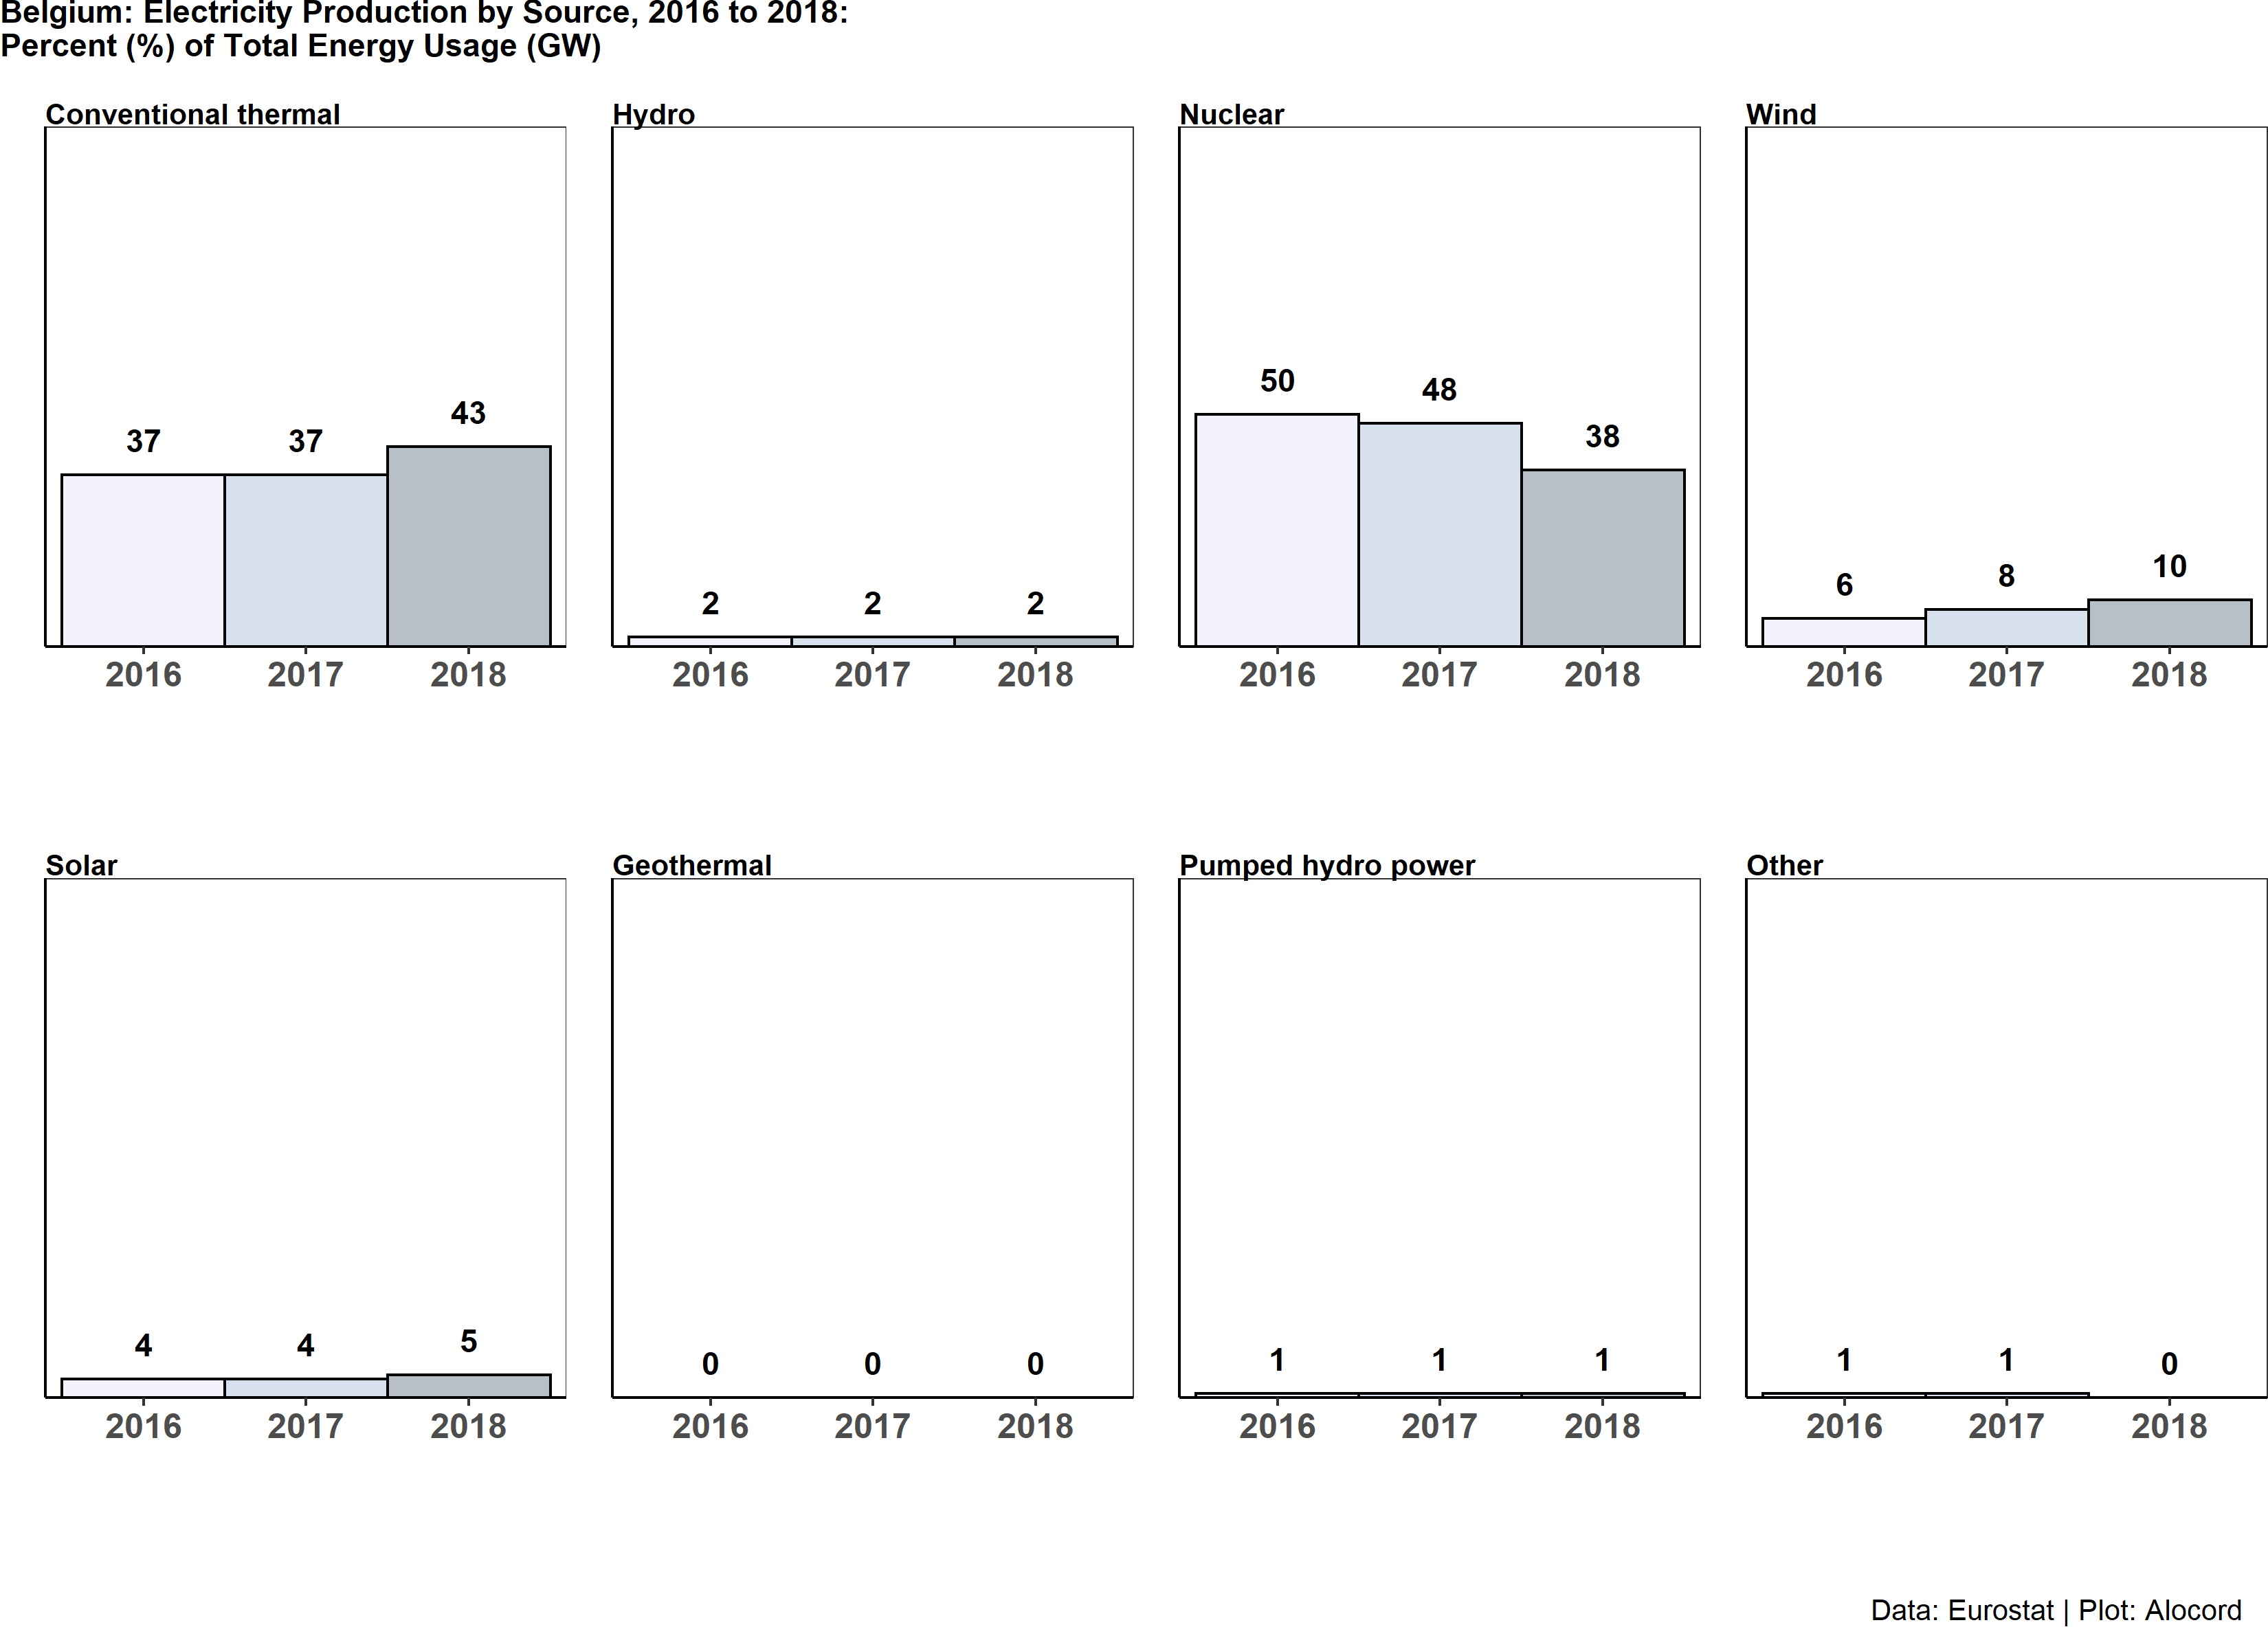 Belgium: Electricity Production by Source, 2016 to 2018:
Percent (%) of Total Energy Usage (GW)
Conventional thermal
37 37 43
2016 2017 2018
Hydro
2 2 2
2016 2017 2018
Nuclear
50 48 38
2016 2017 2018
Wind
6 8 10
2016 2017 2018
Solar
4 4 5
2016 2017 2018
Geothermal
0 0 0
2016 2017 2018
Pumped hydro power
1 1 1
2016 2017 2018
Other
1 1 0
2016 2017 2018
Data: Eurostat | Plot: Alocord